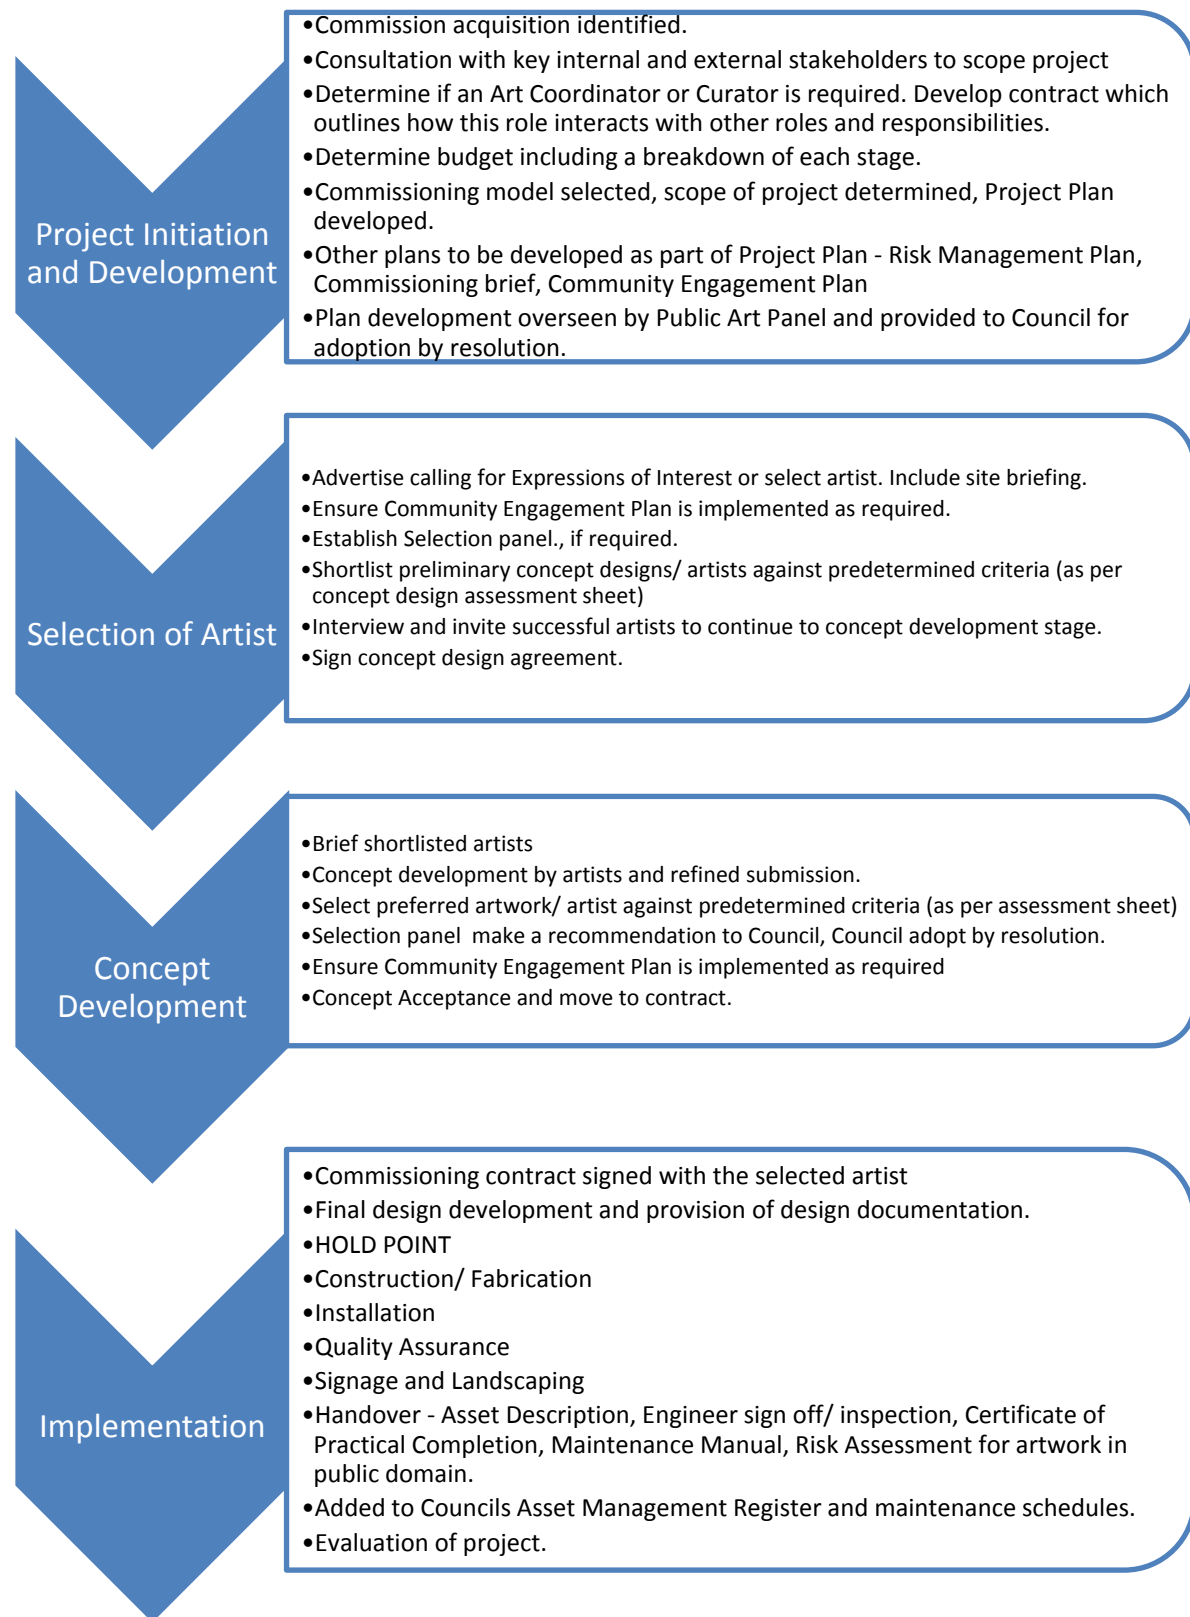 Project Initiation
and Development
•Commission acquisition identified.
•Consultation with key internal and external stakeholders to scope project
•Determine if an Art Coordinator or Curator is required. Develop contract which
outlines how this role interacts with other roles and responsibilities.
•Determine budget including a breakdown of each stage.
•Commissioning model selected, scope of project determined, Project Plan
developed.
•Other plans to be developed as part of Project Plan - Risk Management Plan,
Commissioning brief, Community Engagement Plan
•Plan development overseen by Public Art Panel and provided to Council for
adoption by resolution.
Selection of Artist
•Advertise calling for Expressions of Interest or select artist. Include site briefing.
•Ensure Community Engagement Plan is implemented as required.
•Establish Selection panel., if required.
•Shortlist preliminary concept designs/ artists against predetermined criteria (as per
concept design assessment sheet)
•Interview and invite successful artists to continue to concept development stage.
•Sign concept design agreement.
Concept
Development
•Brief shortlisted artists
•Concept development by artists and refined submission.
•Select preferred artwork/ artist against predetermined criteria (as per assessment sheet)
•Selection panel  make a recommendation to Council, Council adopt by resolution.
•Ensure Community Engagement Plan is implemented as required
•Concept Acceptance and move to contract.
Implementation
•Commissioning contract signed with the selected artist
•Final design development and provision of design documentation.
•HOLD POINT
•Construction/ Fabrication
•Installation
•Quality Assurance
•Signage and Landscaping
•Handover - Asset Description, Engineer sign off/ inspection, Certificate of
Practical Completion, Maintenance Manual, Risk Assessment for artwork in
public domain.
•Added to Councils Asset Management Register and maintenance schedules.
•Evaluation of project.